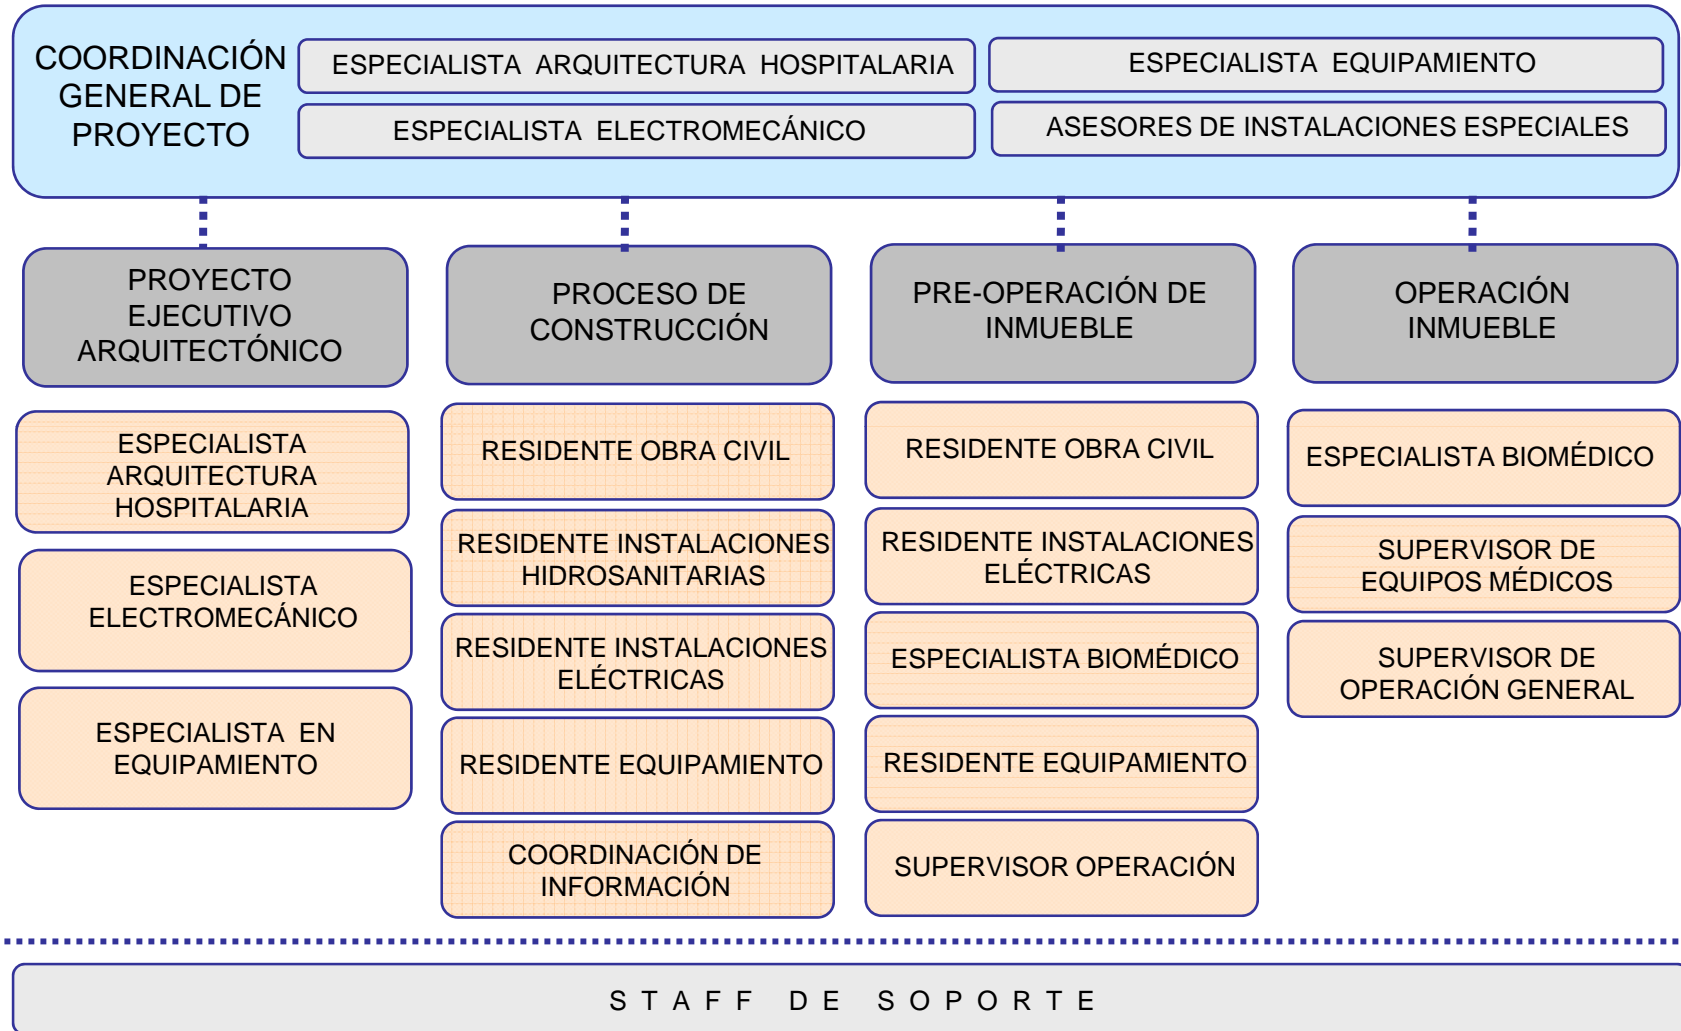 COORDINACIÓN
GENERAL DE
PROYECTO
ESPECIALISTA ARQUITECTURA HOSPITALARIA
ESPECIALISTA EQUIPAMIENTO
ESPECIALISTA ELECTROMECÁNICO
ASESORES DE INSTALACIONES ESPECIALES
PROYECTO
EJECUTIVO
ARQUITECTÓNICO
ESPECIALISTA
ARQUITECTURA
HOSPITALARIA
ESPECIALISTA
ELECTROMECÁNICO
ESPECIALISTA EN
EQUIPAMIENTO
PROCESO DE
CONSTRUCCIÓN
RESIDENTE OBRA CIVIL
RESIDENTE INSTALACIONES
HIDROSANITARIAS
RESIDENTE INSTALACIONES
ELÉCTRICAS
RESIDENTE EQUIPAMIENTO
COORDINACIÓN DE
INFORMACIÓN
PRE-OPERACIÓN DE
INMUEBLE
RESIDENTE OBRA CIVIL
RESIDENTE INSTALACIONES
ELÉCTRICAS
ESPECIALISTA BIOMÉDICO
RESIDENTE EQUIPAMIENTO
SUPERVISOR OPERACIÓN
OPERACIÓN
INMUEBLE
ESPECIALISTA BIOMÉDICO
SUPERVISOR DE
EQUIPOS MÉDICOS
SUPERVISOR DE
OPERACIÓN GENERAL
STAFF DE SOPORTE